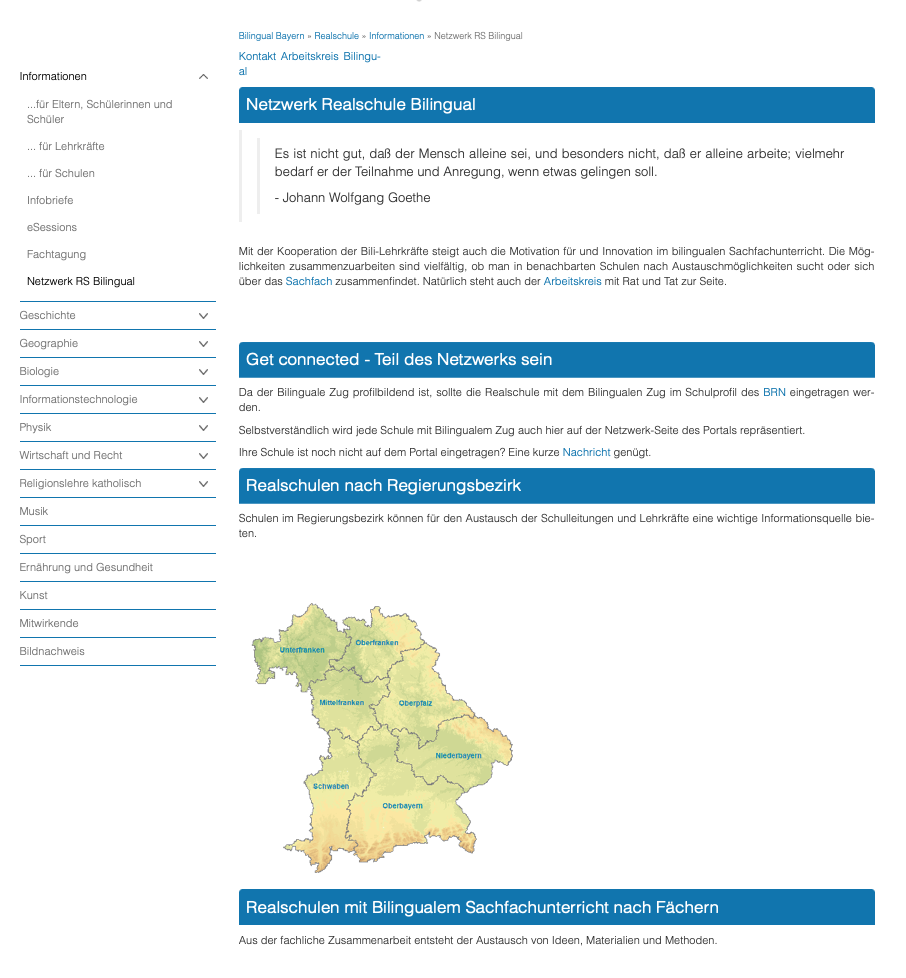 Bilingual Bayern » Realschule » Informationen » Netzwerk RS Bilingual
Kontakt Arbeitskreis Bilingu-
al
Informationen
...für Eltern, Schülerinnen und
Schüler
... für Lehrkräfte
... für Schulen
Infobriefe
eSessions
Fachtagung
Netzwerk RS Bilingual
Geschichte
Geographie
Biologie
Informationstechnologie
Physik
Wirtschaft und Recht
Religionslehre katholisch
Musik
Sport
Ernährung und Gesundheit
Kunst
Mitwirkende
Bildnachweis
Netzwerk Realschule Bilingual
Es ist nicht gut, daß der Mensch alleine sei, und besonders nicht, daß er alleine arbeite; vielmehr
bedarf er der Teilnahme und Anregung, wenn etwas gelingen soll.
- Johann Wolfgang Goethe
Mit der Kooperation der Bili-Lehrkräfte steigt auch die Motivation für und Innovation im bilingualen Sachfachunterricht. Die Mög-
lichkeiten zusammenzuarbeiten sind vielfältig, ob man in benachbarten Schulen nach Austauschmöglichkeiten sucht oder sich
über das Sachfach zusammenfindet. Natürlich steht auch der Arbeitskreis mit Rat und Tat zur Seite.
Get connected - Teil des Netzwerks sein
Da der Bilinguale Zug profilbildend ist, sollte die Realschule mit dem Bilingualen Zug im Schulprofil des BRN eingetragen wer-
den.
Selbstverständlich wird jede Schule mit Bilingualem Zug auch hier auf der Netzwerk-Seite des Portals repräsentiert.
Ihre Schule ist noch nicht auf dem Portal eingetragen? Eine kurze Nachricht genügt.
Realschulen nach Regierungsbezirk
Schulen im Regierungsbezirk können für den Austausch der Schulleitungen und Lehrkräfte eine wichtige Informationsquelle bie-
ten.
Unterfranken
Oberfranken
Mittelfranken
Oberpfalz
Niederbayern
Schwaben
Oberbayern
Realschulen mit Bilingualem Sachfachunterricht nach Fächern
Aus der fachliche Zusammenarbeit entsteht der Austausch von Ideen, Materialien und Methoden.